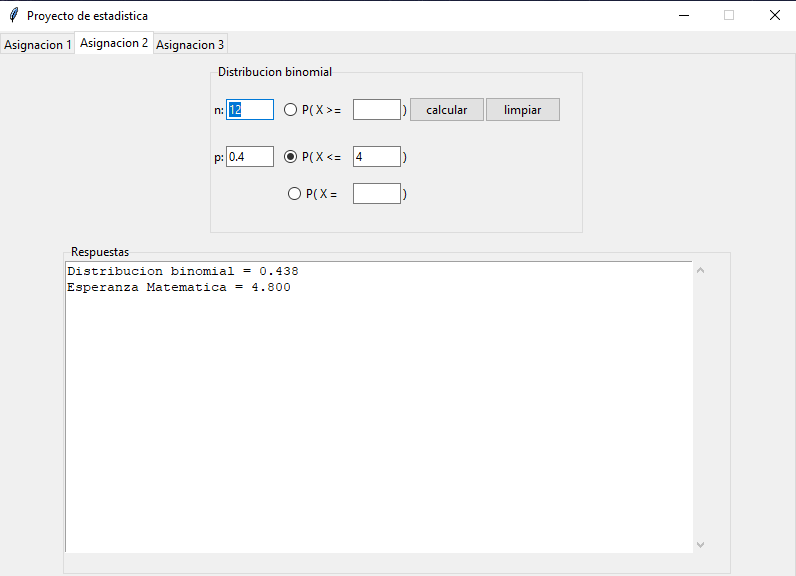 Proyecto de estadistica
Asignacion 1 Asignacion 2 Asignacion 3
Distribucion binomial
n: 12 P( X >= ) calcular limpiar
p: 0.4 P( X <= 4 )
P( X = )
Respuestas
Distribucion binomial = 0.438
Esperanza Matematica = 4.800